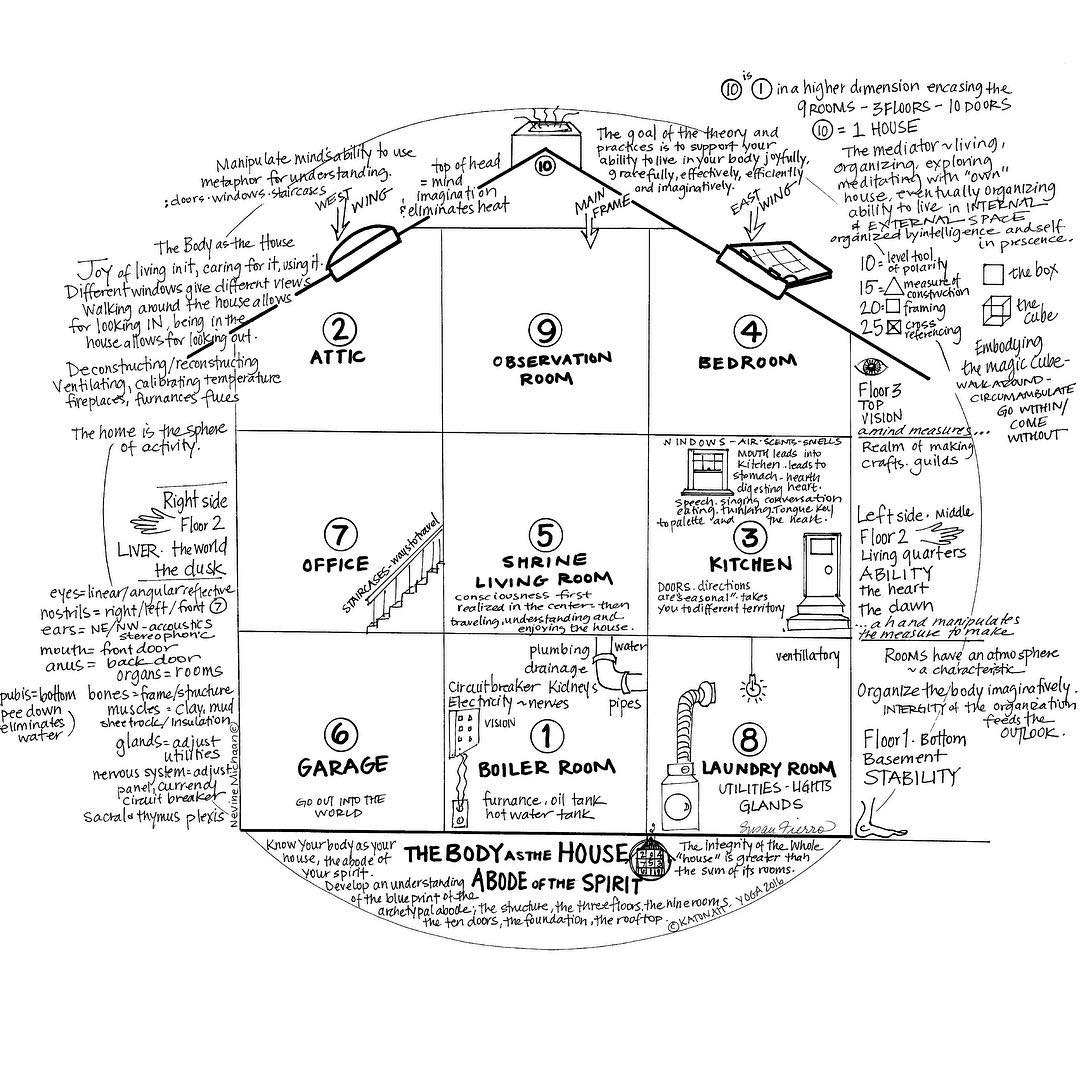 ⑩ is ① in a higher dimension encasing the
9 ROOMS - 3 FLOORS - 10 DOORS
⑩ = 1 HOUSE
The mediator ~ living,
organizing, exploring
meditating with "own"
house, eventually organizing
ability to live in INTERNAL
& EXTERNAL SPACE
organized by intelligence and self
in prescence.
Manipulate mind's ability to use
metaphor for understanding.
: doors · windows · staircases
WEST WING
top of head
= mind
imagination
& eliminates heat
⑩
The goal of the theory and
practices is to support your
ability to live in your body joyfully,
gracefully, effectively, efficiently
and imaginatively.
MAIN FRAME
EAST WING
The Body as the House
Joy of living in it, caring for it, using it.
Different windows give different views
Walking around the house allows
for looking IN, being in the
house allows for looking out.
Deconstructing/reconstructing
Ventilating, calibrating temperature
fireplaces, furnances flues
The home is the sphere
of activity.
10 = level tool of polarity
15 = △ measure of construction
20 = □ framing
25 ☒ cross referencing
the box
the cube
Embodying
the magic Cube-
WALK AROUND -
CIRCUMAMBULATE
GO WITHIN/
COME
WITHOUT
② ATTIC
⑨ OBSERVATION
ROOM
④ BEDROOM
Floor 3
TOP
VISION
a mind measures...
Realm of making
crafts. guilds
Right side
Floor 2
LIVER. the world
the dusk
eyes = linear/angular reflective
nostrils = right/left/front ⑦
ears = NE/NW - acoustics
stereophonic
mouth = front door
anus = back door
organs = rooms
pubis = bottom
pee down
eliminates
water)
bones = frame/structure
muscles = clay, mud
sheetrock/insulation
glands = adjust
utilities
nervous system = adjust
panel, currency
circuit breaker
sacral & thymus plexis
Nevine Michaan ©
⑦ OFFICE
STAIRCASES - ways to travel
⑤ SHRINE
LIVING ROOM
consciousness first
realized in the center - then
traveling, understanding and
enjoying the house.
WINDOWS - AIR · SCENTS - SMELLS
MOUTH leads into
Kitchen - leads to
stomach - hearth
digesting heart.
Speech, singing conversation
eating, thinking. Tongue key
to palette and the heart.
③ KITCHEN
DOORS. directions
are "seasonal" takes
you to different territory
Left side. Middle
Floor 2
Living quarters
ABILITY
the heart
the dawn
...a hand manipulates
the measure to make
⑥ GARAGE
GO OUT INTO THE
WORLD
plumbing
drainage
water
pipes
Circuit breaker Kidneys
Electricity ~ nerves
VISION
① BOILER ROOM
furnance, oil tank
hot water tank
ventillatory
⑧ LAUNDRY ROOM
UTILITIES - LIGHTS
GLANDS
Susan Fierro
Rooms have an atmosphere
~ a characteristic
Organize the body imaginatively.
INTERGITY of the organization
feeds the
OUTLOOK.
Floor 1. Bottom
Basement
STABILITY
Know your body as your
house, the abode of
your spirit.
THE BODY AS THE HOUSE,
ABODE OF THE SPIRIT
The integrity of the whole
"house" is greater than
the sum of its rooms.
Develop an understanding
of the blueprint of the
archetypal abode; the structure, the three floors, the nine rooms,
the ten doors, the foundation, the rooftop.
© KATONAH YOGA 2016